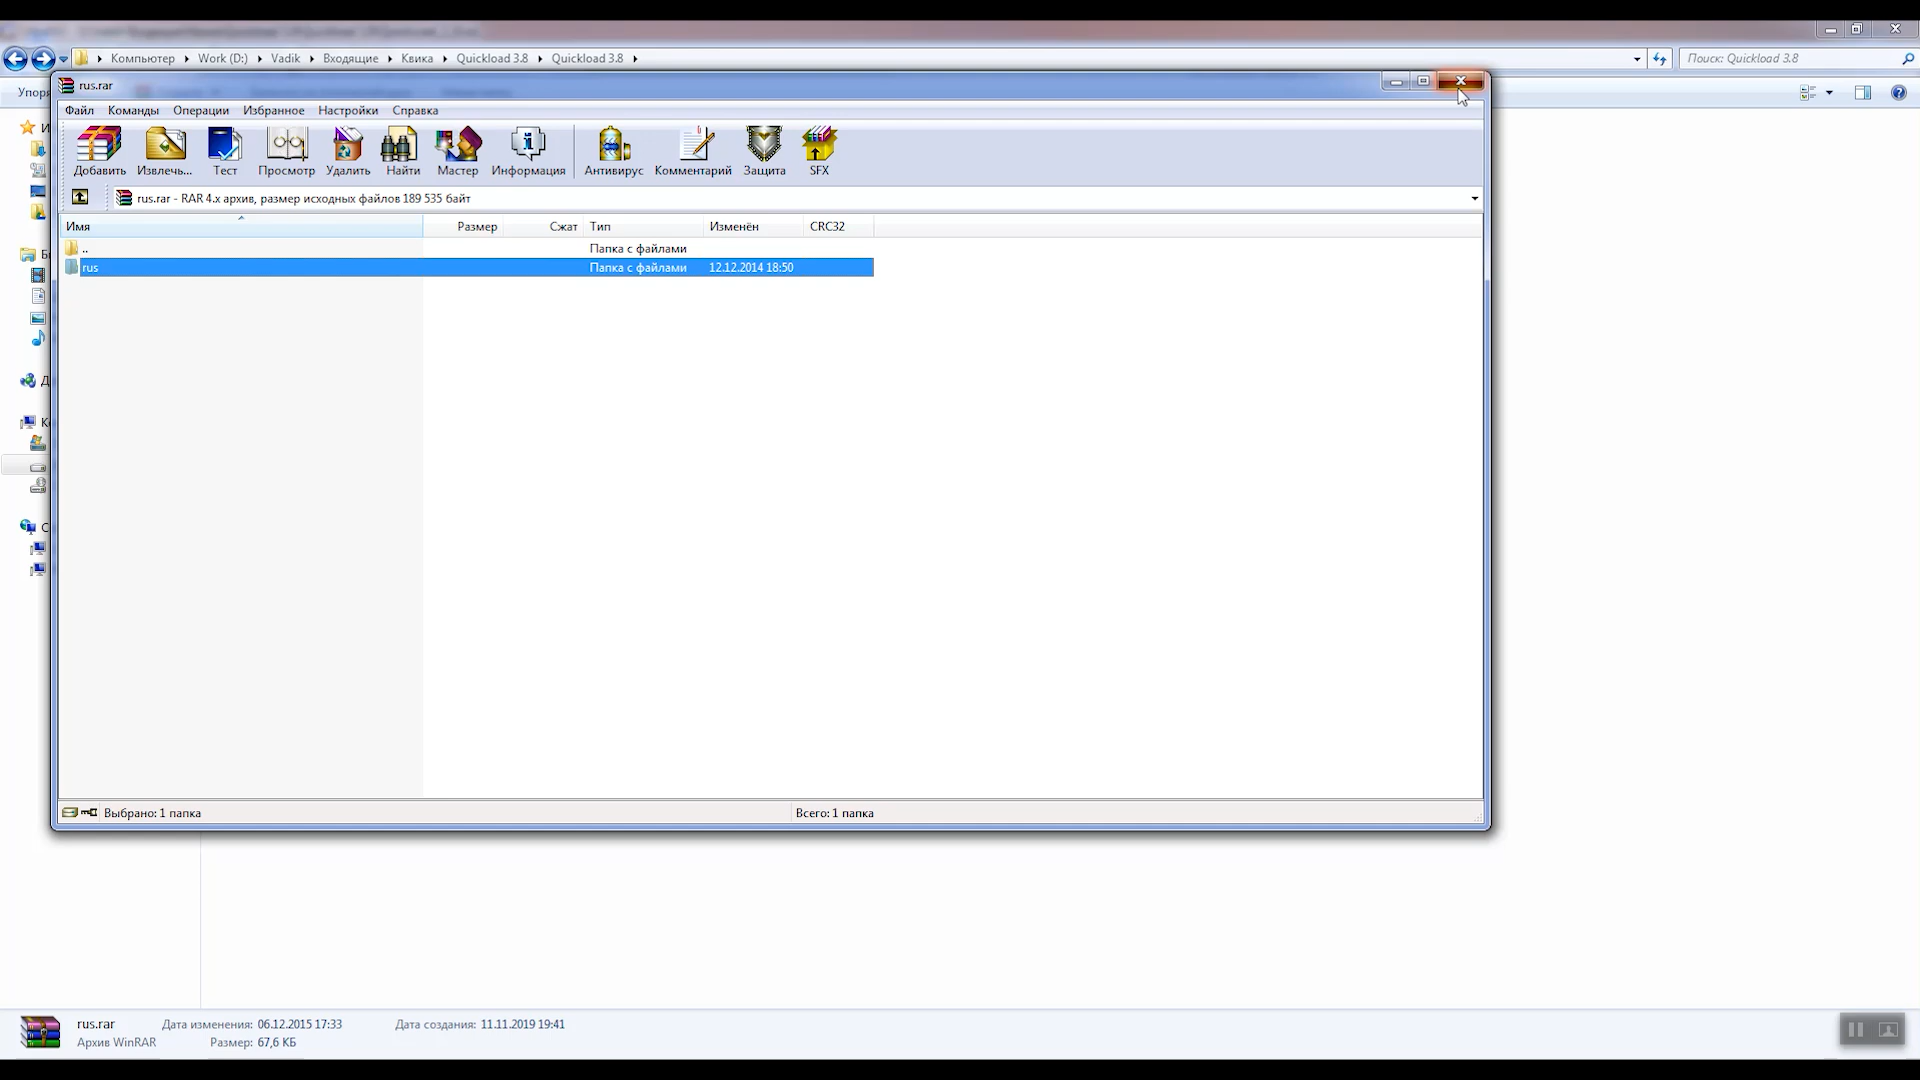 Компьютер Work (D:) Vadik Входящие Квика Quickload 3.8 Quickload 3.8
Поиск: Quickload 3.8
Упоря
rus.rar
Файл Команды Операции Избранное Настройки Справка
Добавить Извлечь... Тест Просмотр Удалить Найти Мастер Информация Антивирус Комментарий Защита SFX
rus.rar - RAR 4.x архив, размер исходных файлов 189 535 байт
Имя Размер Сжат Тип Изменён CRC32
.. Папка с файлами
rus Папка с файлами 12.12.2014 18:50
Выбрано: 1 папка Всего: 1 папка
rus.rar Дата изменения: 06.12.2015 17:33 Дата создания: 11.11.2019 19:41
Архив WinRAR Размер: 67,6 КБ